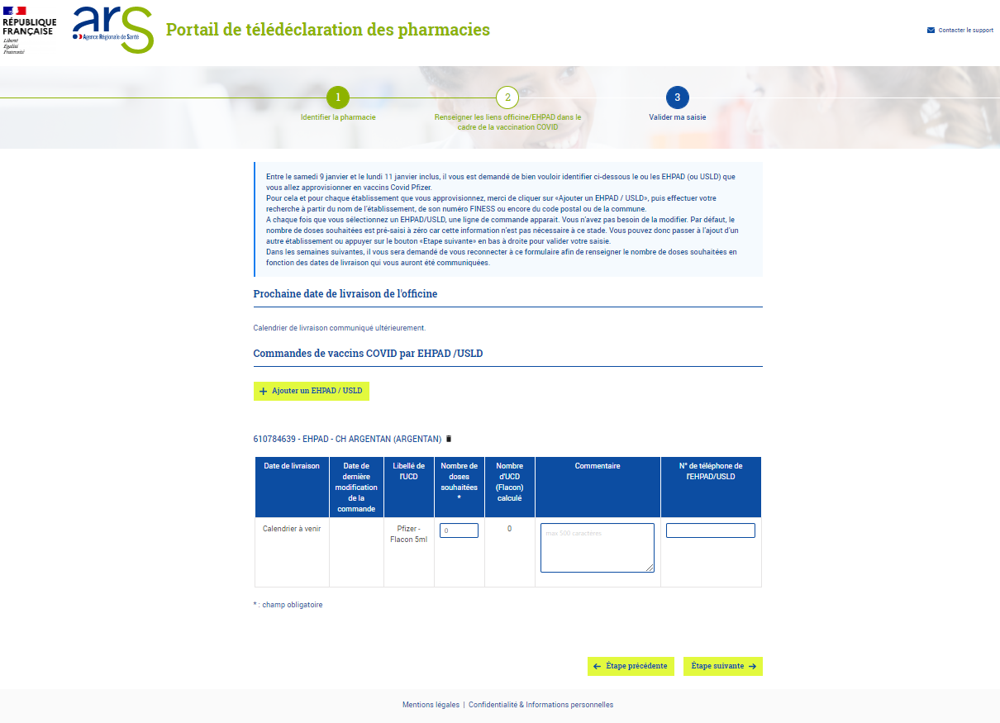 RÉPUBLIQUE
FRANÇAISE
Liberté
Égalité
Fraternité
ars
Agence Régionale de Santé
Portail de télédéclaration des pharmacies
Contacter le support
1
Identifier la pharmacie
2
Renseigner les liens officine/EHPAD dans le
cadre de la vaccination COVID
3
Valider ma saisie
Entre le samedi 9 janvier et le lundi 11 janvier inclus, il vous est demandé de bien vouloir identifier ci-dessous le ou les EHPAD (ou USLD) que
vous allez approvisionner en vaccins Covid Pfizer.
Pour cela et pour chaque établissement que vous approvisionnez, merci de cliquer sur «Ajouter un EHPAD / USLD», puis effectuer votre
recherche à partir du nom de l'établissement, de son numéro FINESS ou encore du code postal ou de la commune.
A chaque fois que vous sélectionnez un EHPAD/USLD, une ligne de commande apparait. Vous n'avez pas besoin de la modifier. Par défaut, le
nombre de doses souhaitées est pré-saisi à zéro car cette information n'est pas nécessaire à ce stade. Vous pouvez donc passer à l'ajout d'un
autre établissement ou appuyer sur le bouton «Etape suivante» en bas à droite pour valider votre saisie.
Dans les semaines suivantes, il vous sera demandé de vous reconnecter à ce formulaire afin de renseigner le nombre de doses souhaitées en
fonction des dates de livraison qui vous auront été communiquées.
Prochaine date de livraison de l'officine
Calendrier de livraison communiqué ultérieurement.
Commandes de vaccins COVID par EHPAD /USLD
+ Ajouter un EHPAD / USLD
610784639 - EHPAD - CH ARGENTAN (ARGENTAN)
Date de livraison
Date de
dernière
modification
de la
commande
Libellé de
l'UCD
Nombre de
doses
souhaitées
*
Nombre
d'UCD
(Flacon)
calculé
Commentaire
N° de téléphone de
l'EHPAD/USLD
Calendrier à venir
Pfizer -
Flacon 5ml
0
0
max 500 caractères
* : champ obligatoire
← Étape précédente
Étape suivante →
Mentions légales | Confidentialité & Informations personnelles